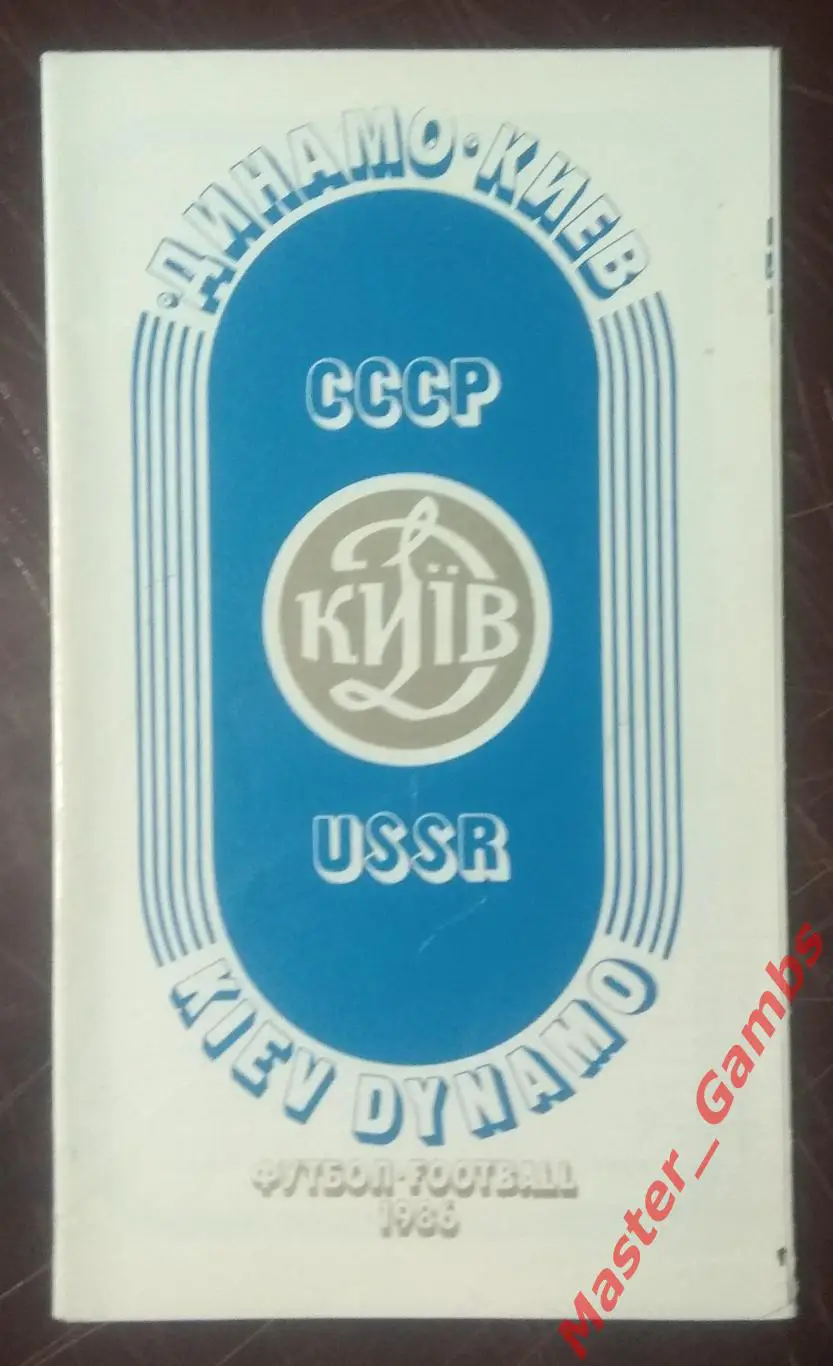 •ДИНАМО•КИЕВ
СССР
КИЇВ
USSR
KIEV DYNAMO
ФУТБОЛ•FOOTBALL
1986
Master_Gambs